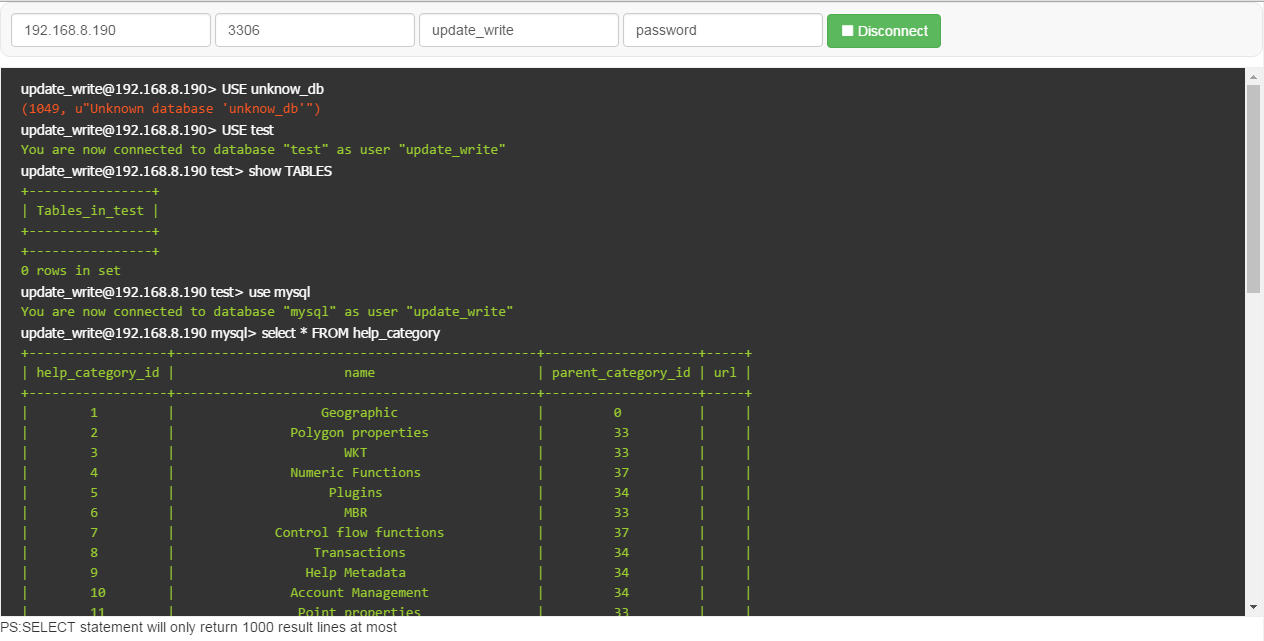 192.168.8.190 3306 update_write password Disconnect
update_write@192.168.8.190> USE unknow_db
(1049, u"Unknown database 'unknow_db'")
update_write@192.168.8.190> USE test
You are now connected to database "test" as user "update_write"
update_write@192.168.8.190 test> show TABLES
+----------------+
| Tables_in_test |
+----------------+
+----------------+
0 rows in set
update_write@192.168.8.190 test> use mysql
You are now connected to database "mysql" as user "update_write"
update_write@192.168.8.190 mysql> select * FROM help_category
+------------------+-----------------------------------------------+--------------------+-----+
| help_category_id | name | parent_category_id | url |
+------------------+-----------------------------------------------+--------------------+-----+
| 1 | Geographic | 0 | |
| 2 | Polygon properties | 33 | |
| 3 | WKT | 33 | |
| 4 | Numeric Functions | 37 | |
| 5 | Plugins | 34 | |
| 6 | MBR | 33 | |
| 7 | Control flow functions | 37 | |
| 8 | Transactions | 34 | |
| 9 | Help Metadata | 34 | |
| 10 | Account Management | 34 | |
| 11 | Point properties | 33 | |
PS:SELECT statement will only return 1000 result lines at most